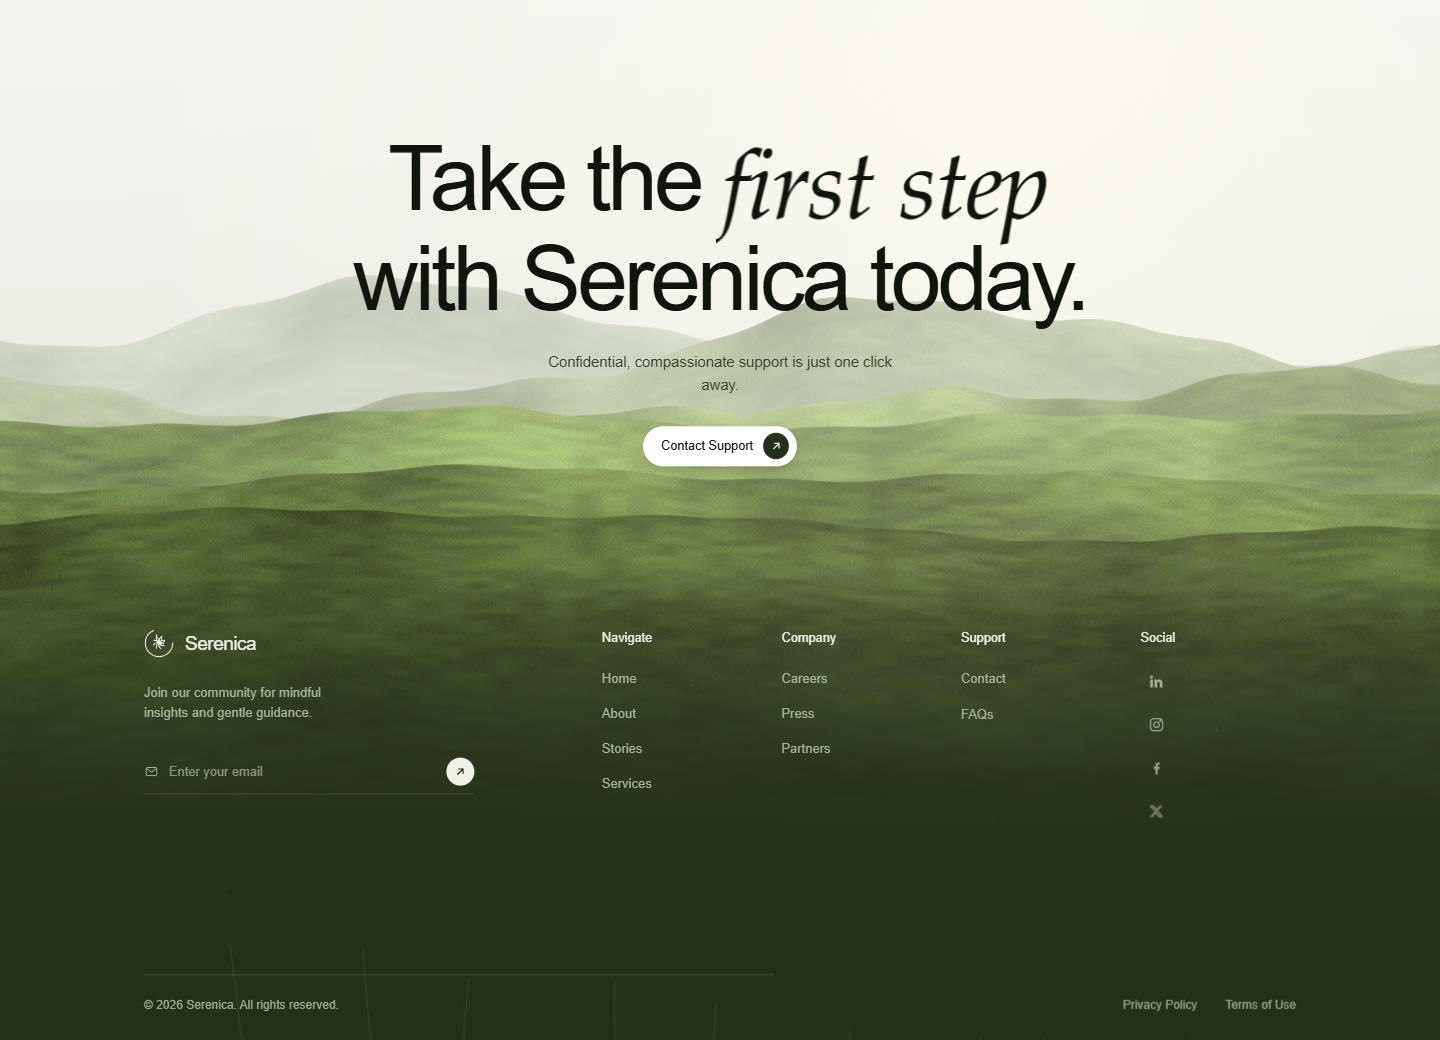 Take the first step
with Serenica today.
Confidential, compassionate support is just one click
away.
Contact Support
Serenica
Join our community for mindful
insights and gentle guidance.
Enter your email
Navigate
Home
About
Stories
Services
Company
Careers
Press
Partners
Support
Contact
FAQs
Social
© 2026 Serenica. All rights reserved.
Privacy Policy
Terms of Use